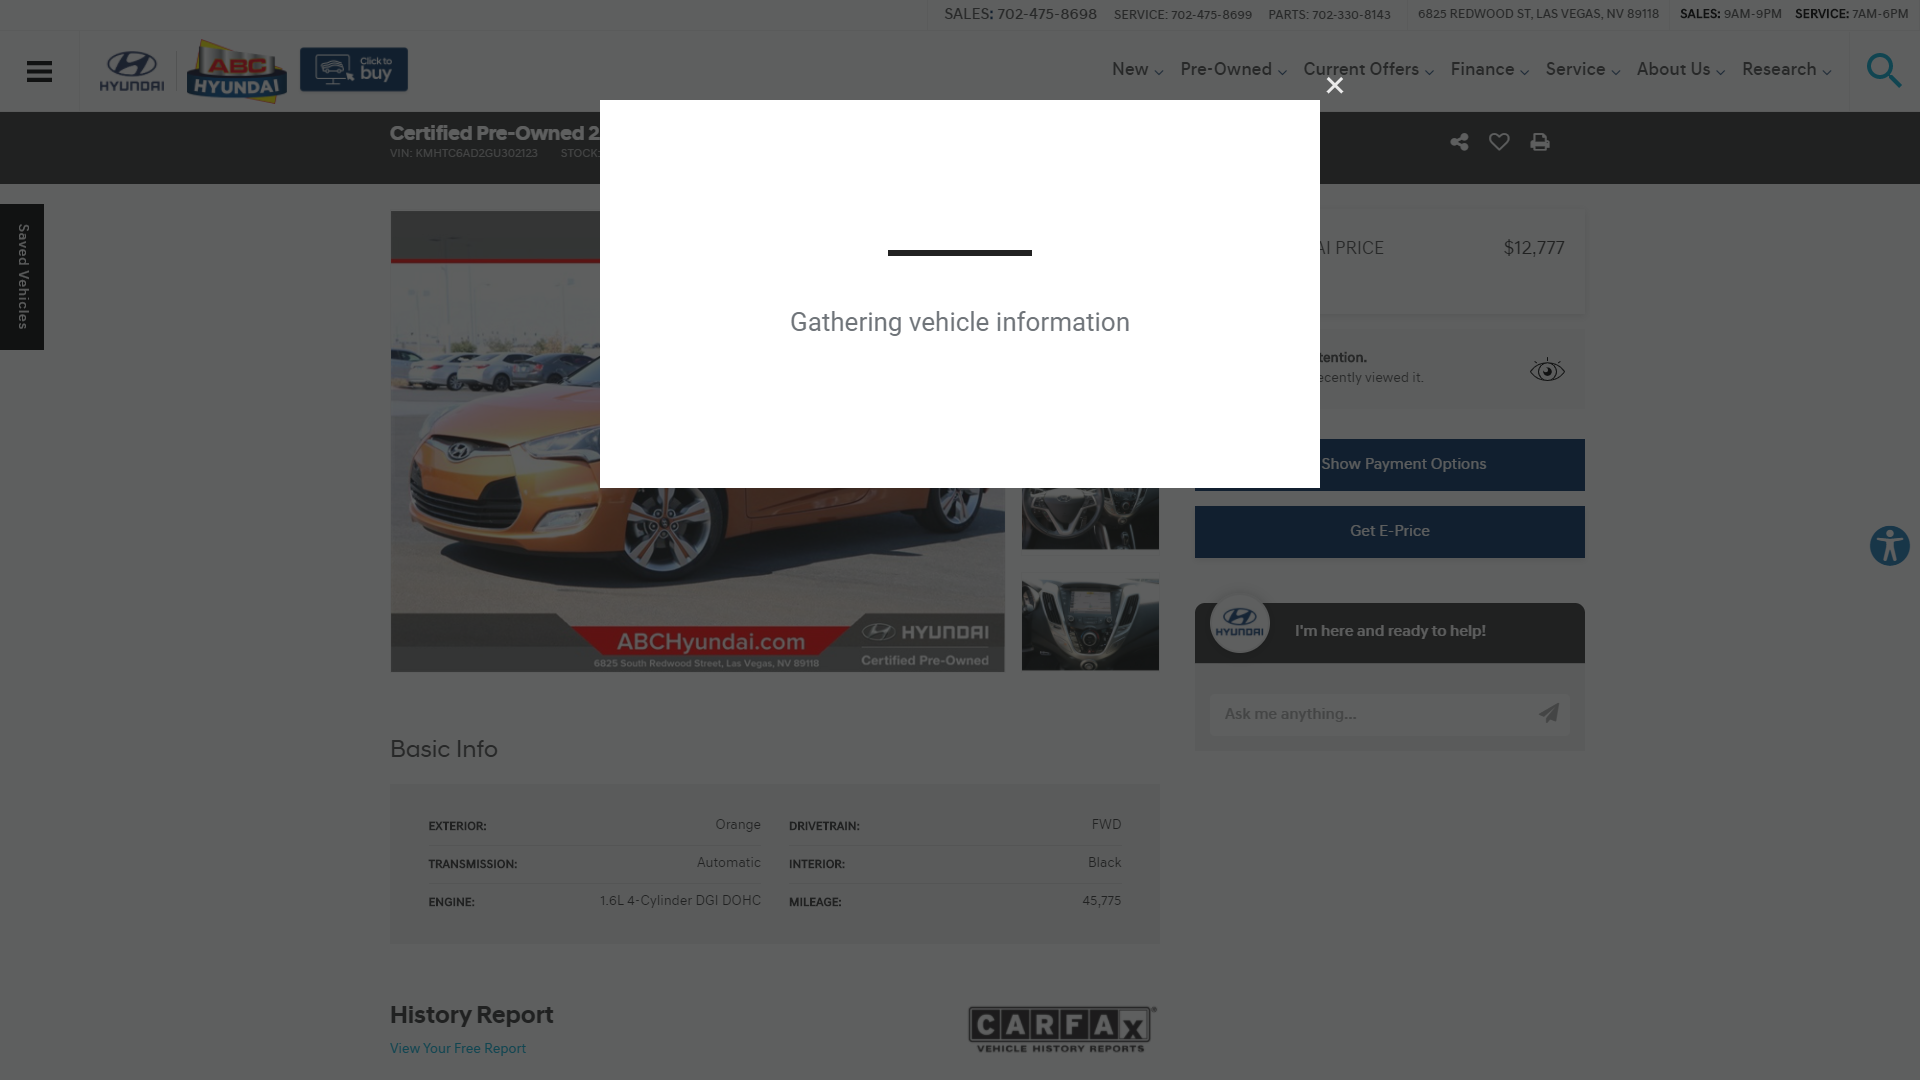 SALES: 702-475-8698 SERVICE: 702-475-8699 PARTS: 702-330-8143 6825 REDWOOD ST, LAS VEGAS, NV 89118 SALES: 9AM-9PM SERVICE: 7AM-6PM
HYUNDAI
ABC
HYUNDAI
Click to
buy
New Pre-Owned Current Offers Finance Service About Us Research
Certified Pre-Owned
VIN: KMHTC6AD2GU302123 STOCK:
Saved Vehicles
PRICE $12,777
Gathering vehicle information
recently viewed it.
Show Payment Options
Get E-Price
HYUNDAI
I'm here and ready to help!
Ask me anything...
ABCHyundai.com
6825 South Redwood Street, Las Vegas, NV 89118
HYUNDAI
Certified Pre-Owned
Basic Info
EXTERIOR: Orange DRIVETRAIN: FWD
TRANSMISSION: Automatic INTERIOR: Black
ENGINE: 1.6L 4-Cylinder DGI DOHC MILEAGE: 45,775
History Report
View Your Free Report
CARFAX
VEHICLE HISTORY REPORTS